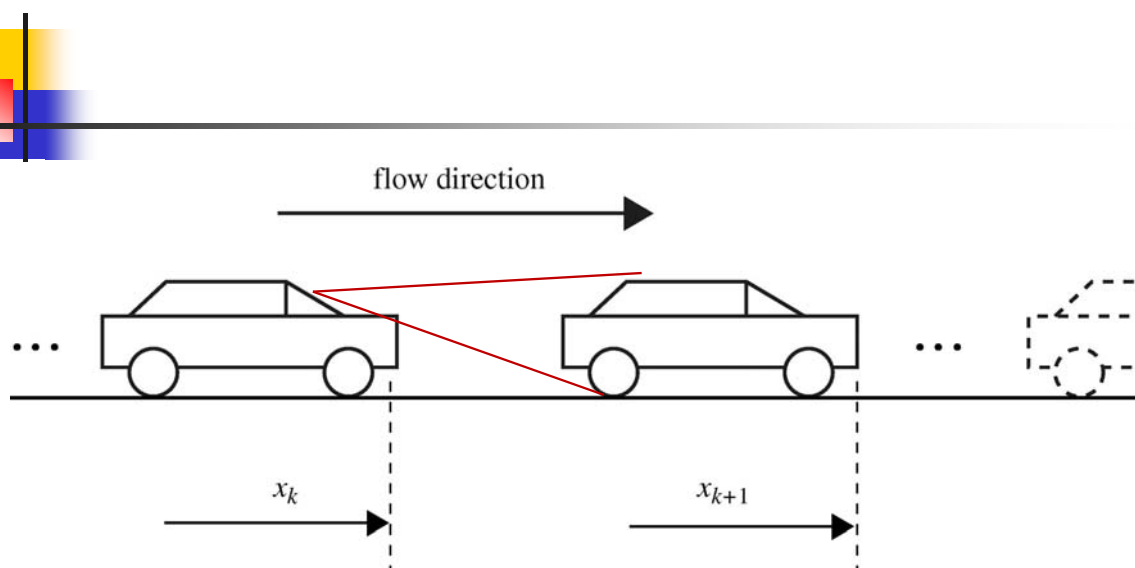 flow direction
...
...
x_k
x_{k+1}